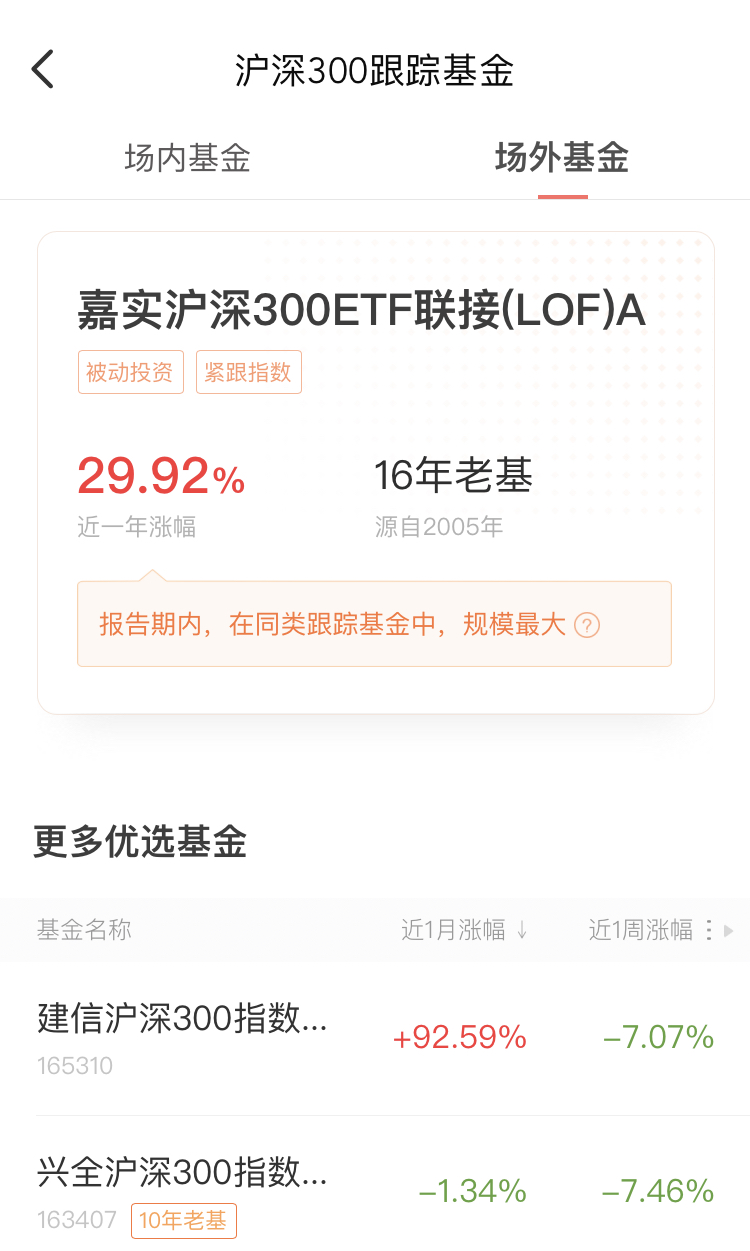 沪深300跟踪基金
场内基金 场外基金
嘉实沪深300ETF联接(LOF)A
被动投资 紧跟指数
29.92% 16年老基
近一年涨幅 源自2005年
报告期内，在同类跟踪基金中，规模最大 ?
更多优选基金
基金名称 近1月涨幅 ↓ 近1周涨幅
建信沪深300指数... +92.59% -7.07%
165310
兴全沪深300指数... -1.34% -7.46%
163407 10年老基